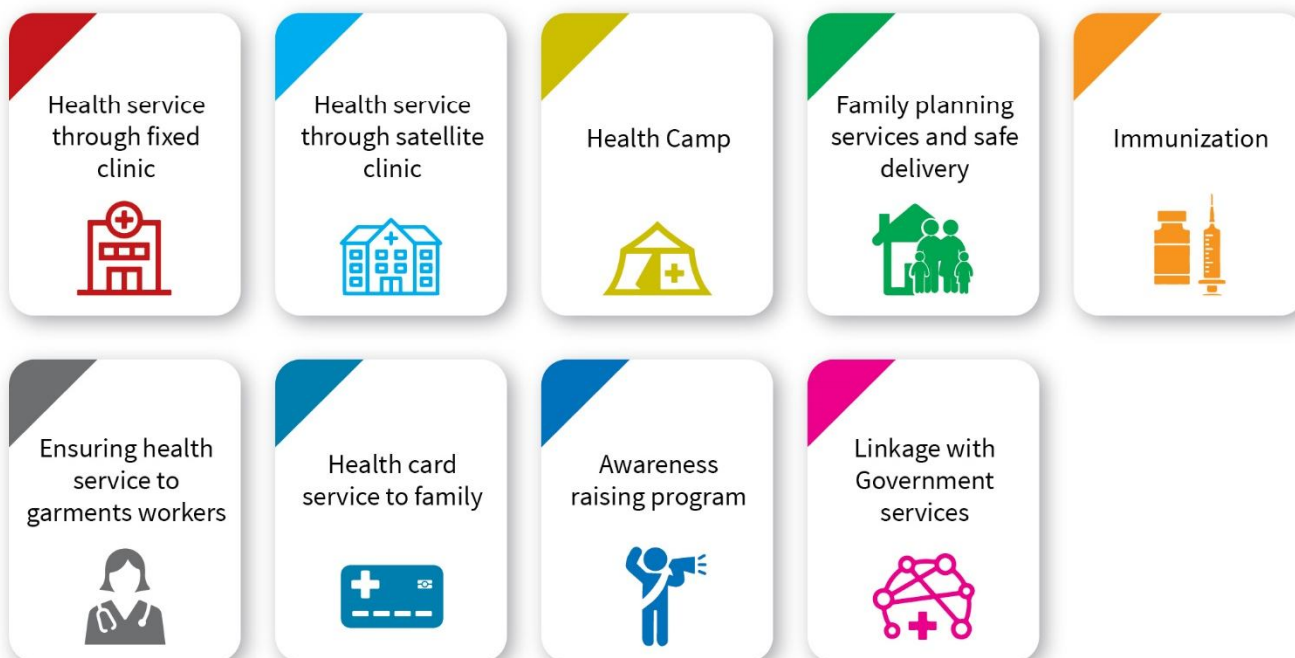 Health service
through fixed
clinic
Health service
through satellite
clinic
Health Camp
Family planning
services and safe
delivery
Immunization
Ensuring health
service to
garments workers
Health card
service to family
Awareness
raising program
Linkage with
Government
services